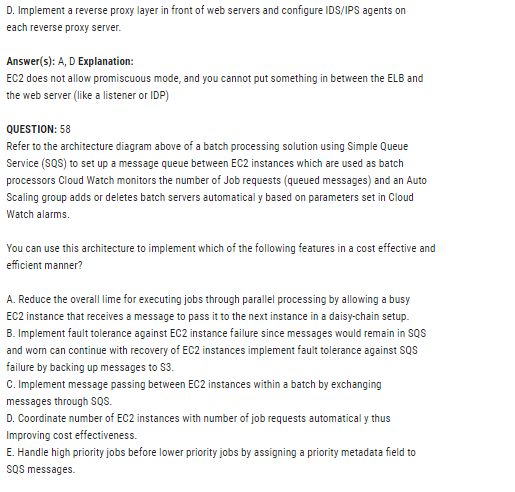 D. Implement a reverse proxy layer in front of web servers and configure IDS/IPS agents on
each reverse proxy server.
Answer(s): A, D Explanation:
EC2 does not allow promiscuous mode, and you cannot put something in between the ELB and
the web server (like a listener or IDP)
QUESTION: 58
Refer to the architecture diagram above of a batch processing solution using Simple Queue
Service (SQS) to set up a message queue between EC2 instances which are used as batch
processors Cloud Watch monitors the number of Job requests (queued messages) and an Auto
Scaling group adds or deletes batch servers automatical y based on parameters set in Cloud
Watch alarms.
You can use this architecture to implement which of the following features in a cost effective and
efficient manner?
A. Reduce the overall lime for executing jobs through parallel processing by allowing a busy
EC2 instance that receives a message to pass it to the next instance in a daisy-chain setup.
B. Implement fault tolerance against EC2 instance failure since messages would remain in SQS
and worn can continue with recovery of EC2 instances implement fault tolerance against SQS
failure by backing up messages to S3.
C. Implement message passing between EC2 instances within a batch by exchanging
messages through SQS.
D. Coordinate number of EC2 instances with number of job requests automatical y thus
Improving cost effectiveness.
E. Handle high priority jobs before lower priority jobs by assigning a priority metadata field to
SQS messages.